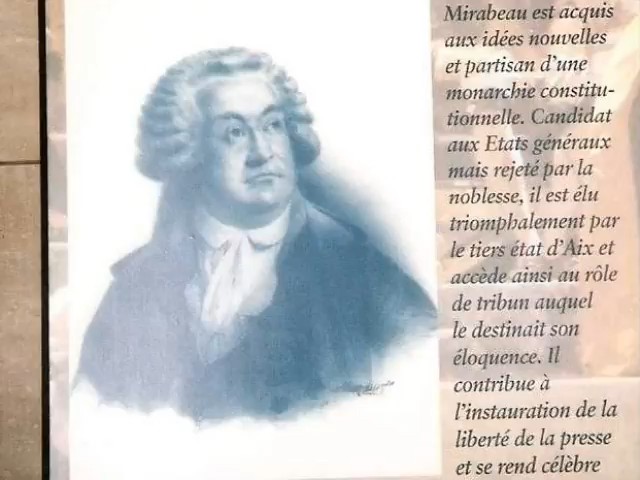 Mirabeau est acquis
aux idées nouvelles
et partisan d'une
monarchie constitu-
tionnelle. Candidat
aux Etats généraux
mais rejeté par la
noblesse, il est élu
triomphalement par
le tiers état d'Aix et
accède ainsi au rôle
de tribun auquel
le destinait son
éloquence. Il
contribue à
l'instauration de la
liberté de la presse
et se rend célèbre